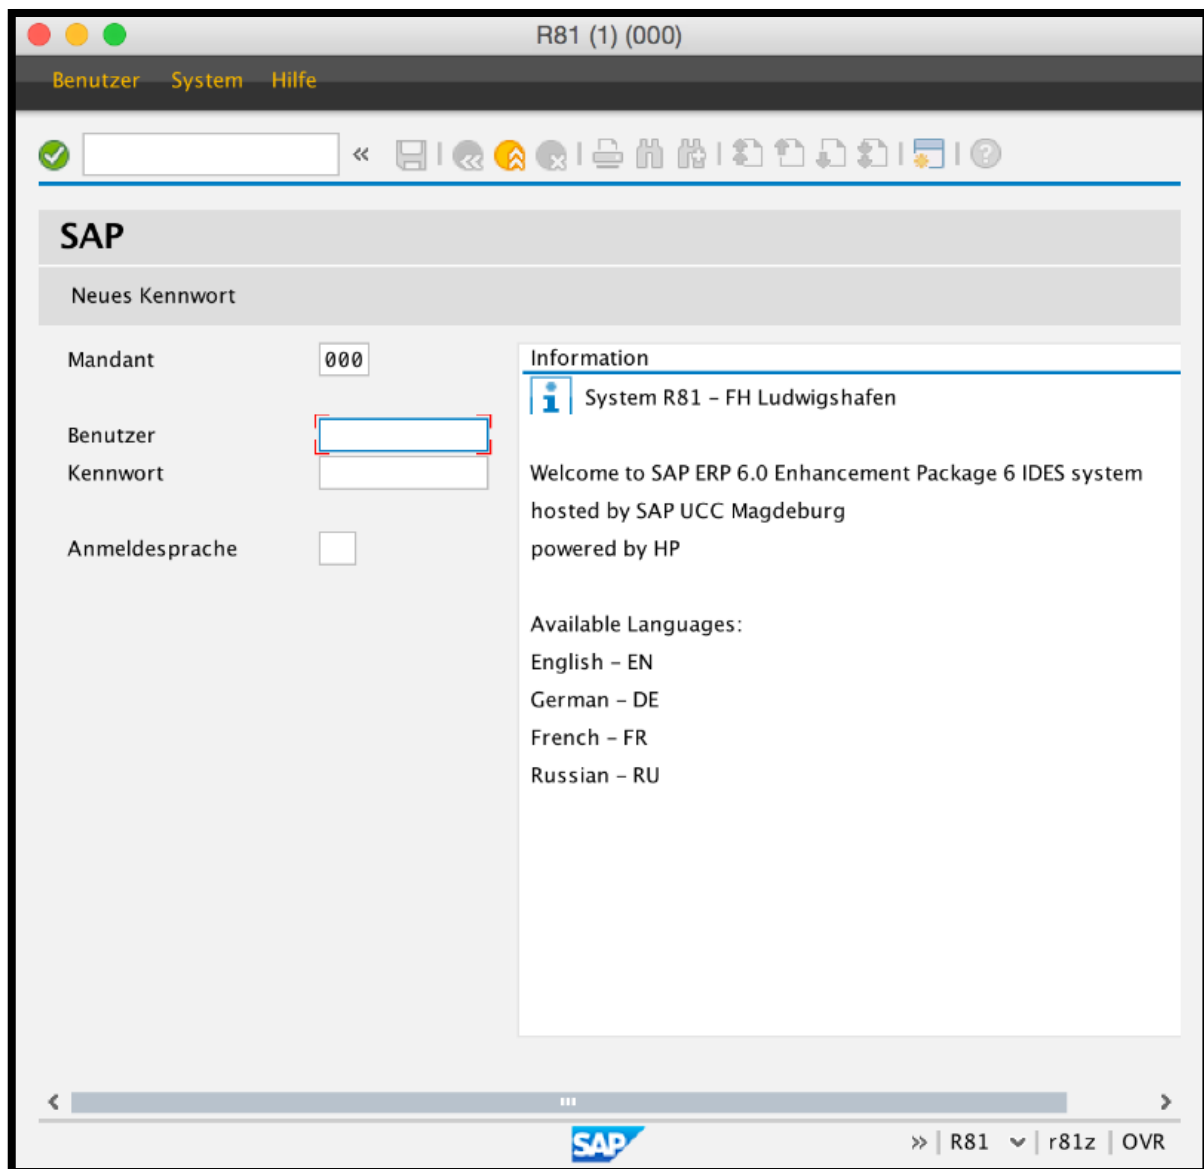 R81 (1) (000)
Benutzer System Hilfe
SAP
Neues Kennwort
Mandant 000
Benutzer
Kennwort
Anmeldesprache
Information
System R81 – FH Ludwigshafen
Welcome to SAP ERP 6.0 Enhancement Package 6 IDES system
hosted by SAP UCC Magdeburg
powered by HP
Available Languages:
English – EN
German – DE
French – FR
Russian – RU
SAP
R81 r81z OVR